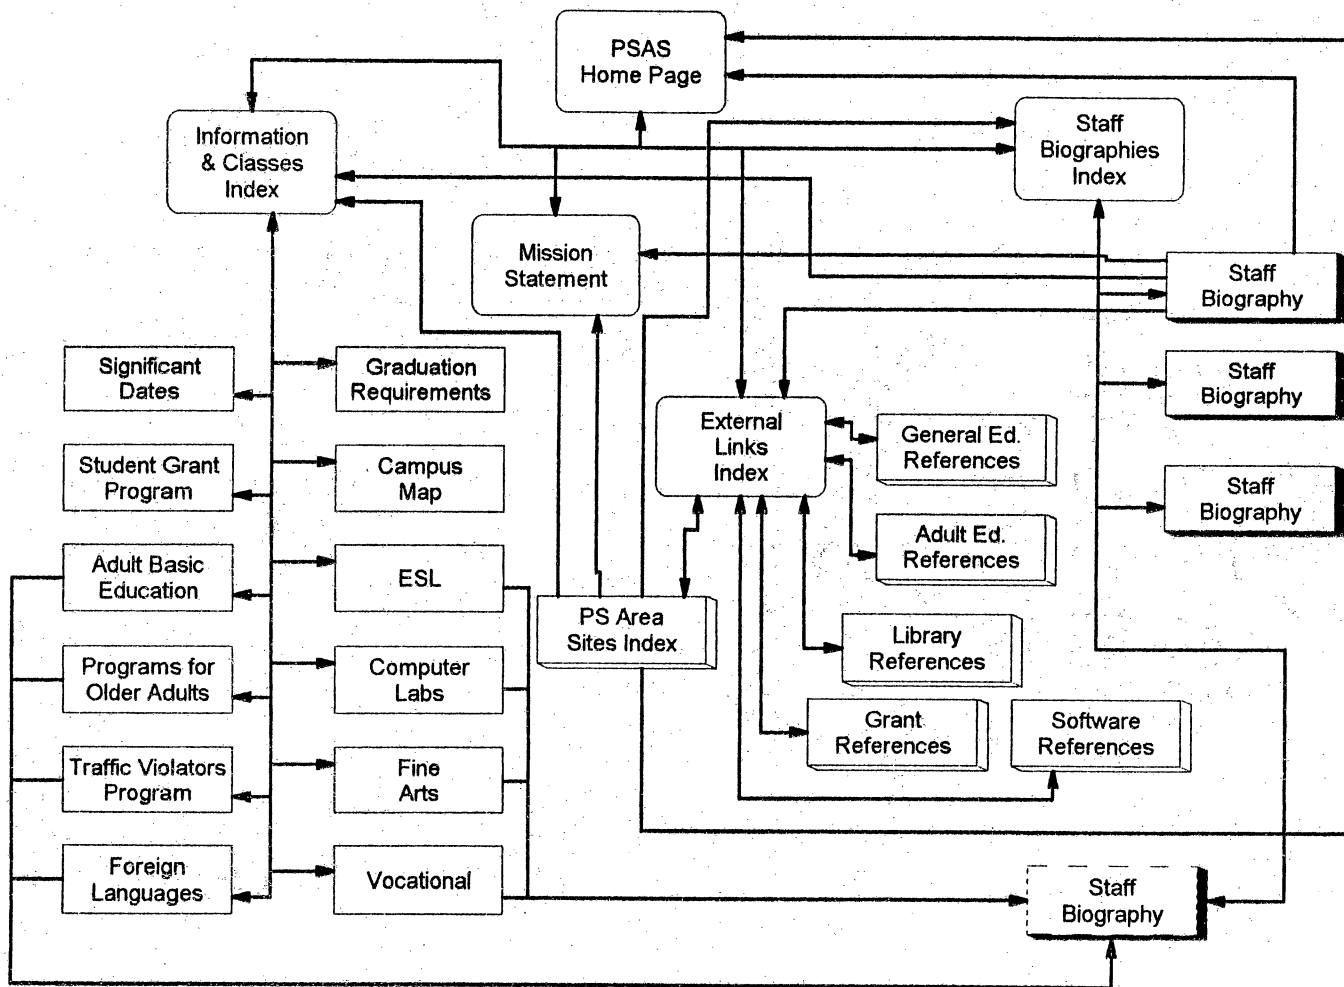 PSAS
Home Page
Information
& Classes
Index
Staff
Biographies
Index
Mission
Statement
Staff
Biography
Significant
Dates
Graduation
Requirements
Staff
Biography
External
Links
Index
General Ed.
References
Student Grant
Program
Campus
Map
Staff
Biography
Adult Ed.
References
Adult Basic
Education
ESL
PS Area
Sites Index
Library
References
Programs for
Older Adults
Computer
Labs
Grant
References
Software
References
Traffic Violators
Program
Fine
Arts
Foreign
Languages
Vocational
Staff
Biography